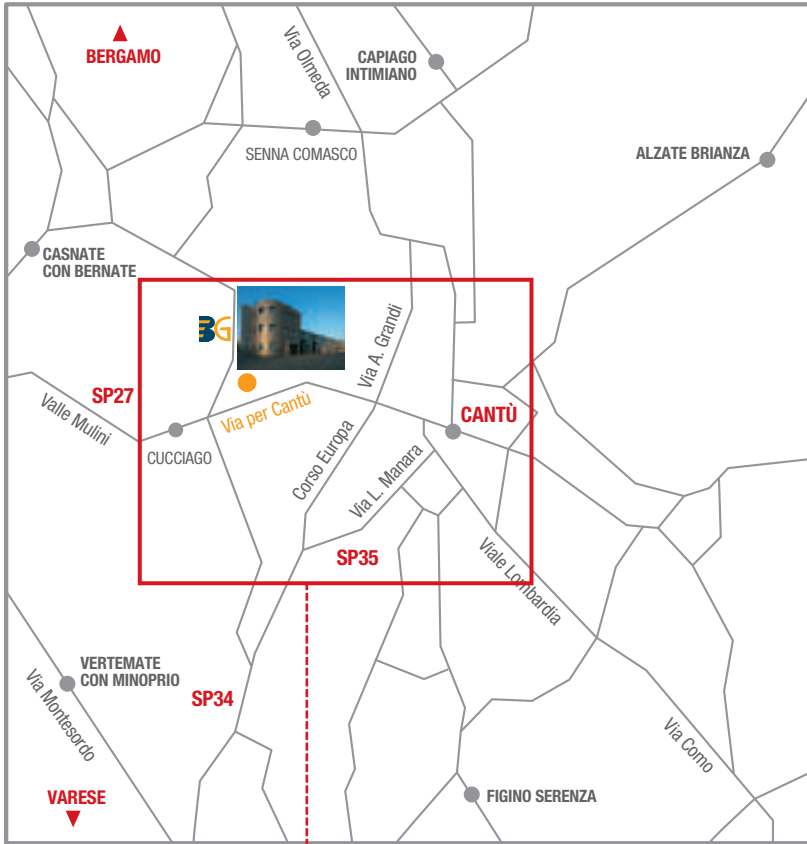 BERGAMO
Via Olmeda
CAPIAGO
INTIMIANO
SENNA COMASCO
ALZATE BRIANZA
CASNATE
CON BERNATE
BG
Via A. Grandi
SP27
Valle Mulini
Via per Cantù
CANTÙ
CUCCIAGO
Corso Europa
Via L. Manara
SP35
Viale Lombardia
VERTEMATE
CON MINOPRIO
SP34
Via Montesordo
Via Como
VARESE
FIGINO SERENZA